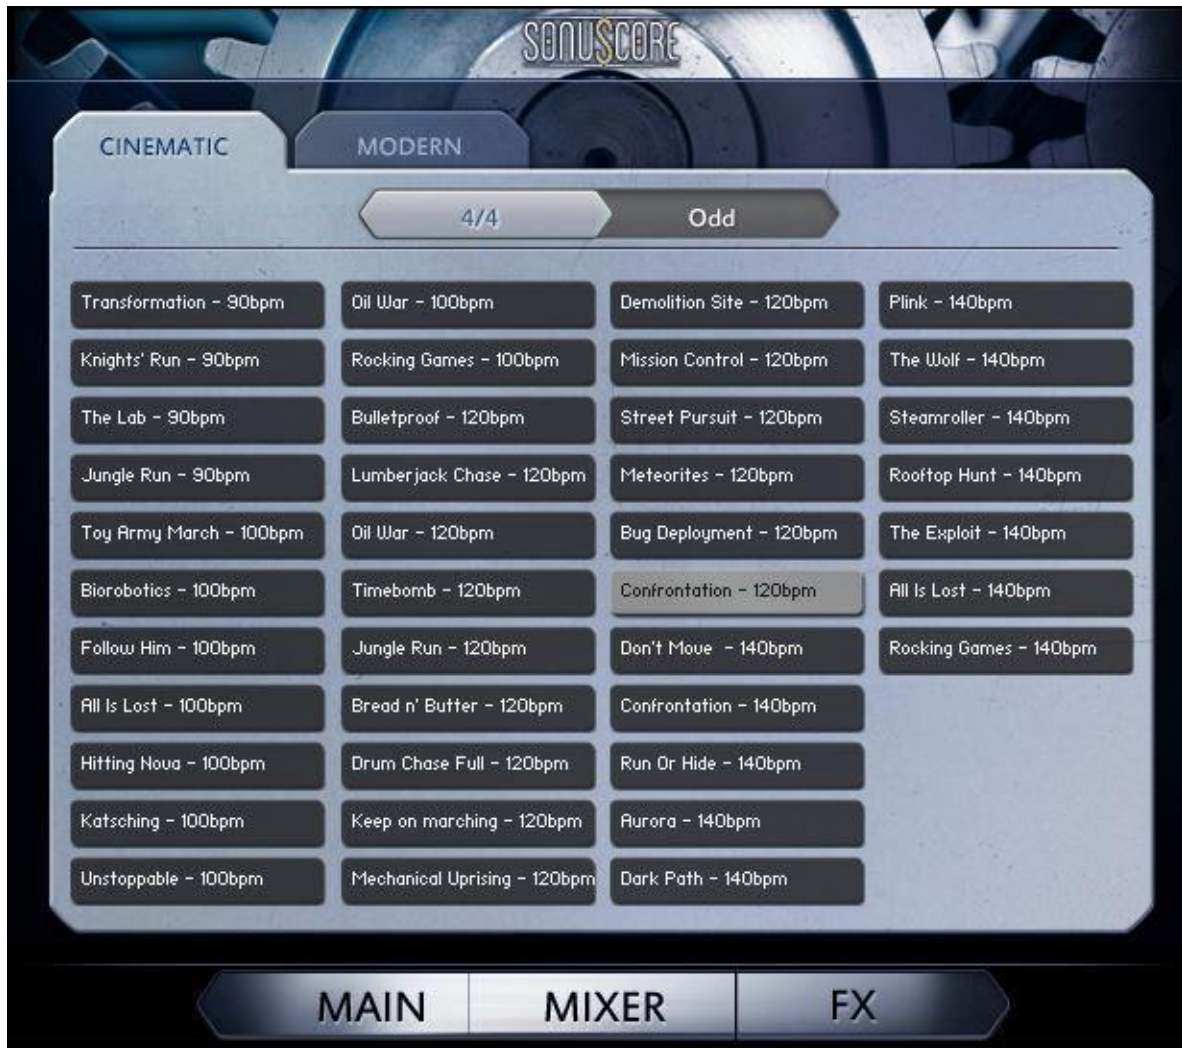 SONUSCORE
CINEMATIC
MODERN
4/4
Odd
Transformation - 90bpm
Knights' Run - 90bpm
The Lab - 90bpm
Jungle Run - 90bpm
Toy Army March - 100bpm
Biorobotics - 100bpm
Follow Him - 100bpm
All Is Lost - 100bpm
Hitting Nova - 100bpm
Katsching - 100bpm
Unstoppable - 100bpm
Oil War - 100bpm
Rocking Games - 100bpm
Bulletproof - 120bpm
Lumberjack Chase - 120bpm
Oil War - 120bpm
Timebomb - 120bpm
Jungle Run - 120bpm
Bread n' Butter - 120bpm
Drum Chase Full - 120bpm
Keep on marching - 120bpm
Mechanical Uprising - 120bpm
Demolition Site - 120bpm
Mission Control - 120bpm
Street Pursuit - 120bpm
Meteorites - 120bpm
Bug Deployment - 120bpm
Confrontation - 120bpm
Don't Move - 140bpm
Confrontation - 140bpm
Run Or Hide - 140bpm
Aurora - 140bpm
Dark Path - 140bpm
Plink - 140bpm
The Wolf - 140bpm
Steamroller - 140bpm
Rooftop Hunt - 140bpm
The Exploit - 140bpm
All Is Lost - 140bpm
Rocking Games - 140bpm
MAIN
MIXER
FX